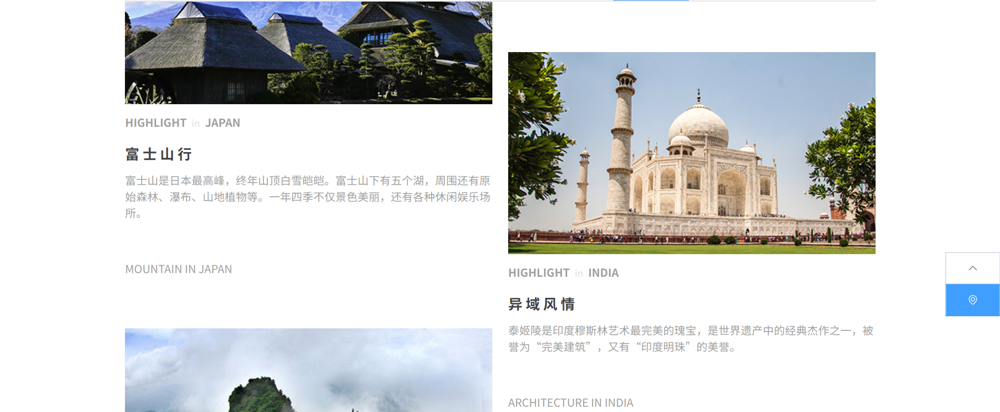 HIGHLIGHT in JAPAN
富士山行
富士山是日本最高峰，终年山顶白雪皑皑。富士山下有五个湖，周围还有原
始森林、瀑布、山地植物等。一年四季不仅景色美丽，还有各种休闲娱乐场
所。
MOUNTAIN IN JAPAN
HIGHLIGHT in INDIA
异域风情
泰姬陵是印度穆斯林艺术最完美的瑰宝，是世界遗产中的经典杰作之一，被
誉为“完美建筑”，又有“印度明珠”的美誉。
ARCHITECTURE IN INDIA